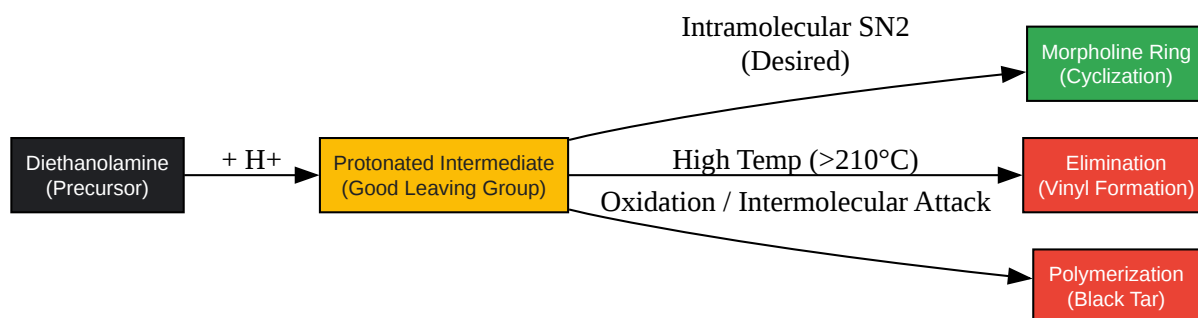 Intramolecular SN2
(Desired)
Morpholine Ring
(Cyclization)
Diethanolamine
(Precursor)
+ H+
Protonated Intermediate
(Good Leaving Group)
High Temp (>210°C)
Elimination
(Vinyl Formation)
Oxidation / Intermolecular Attack
Polymerization
(Black Tar)